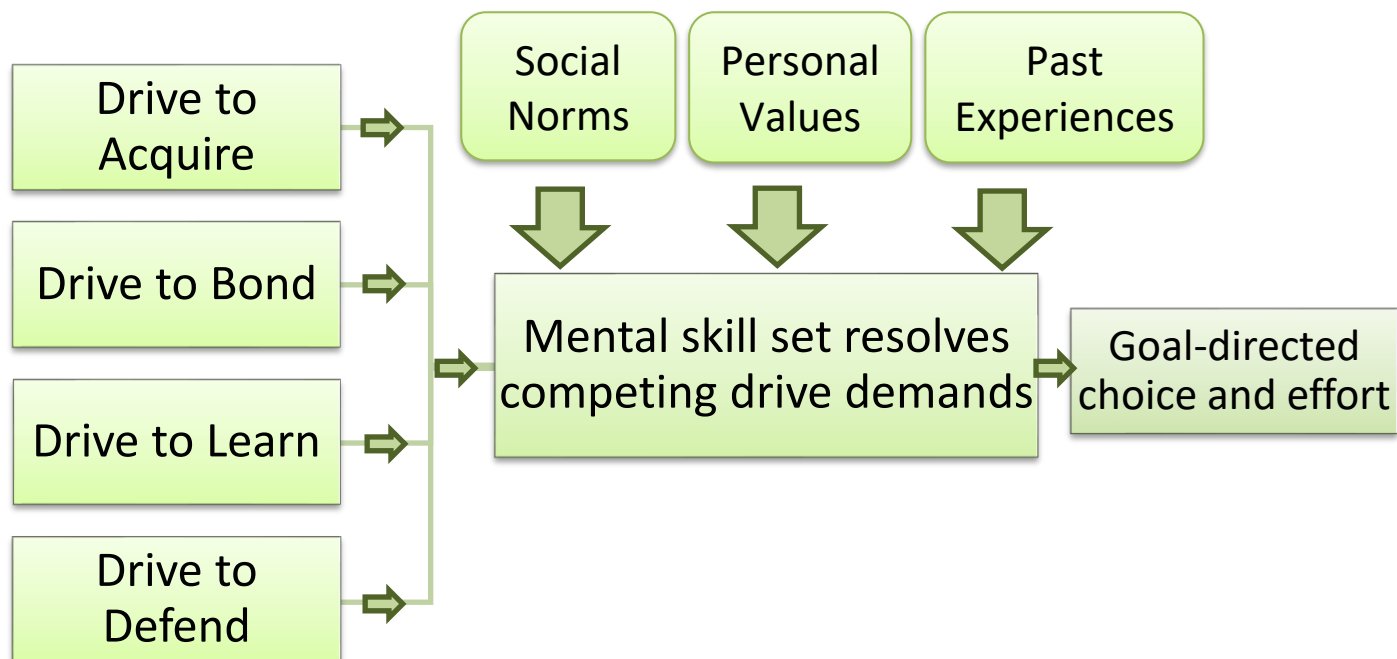 Social
Norms
Personal
Values
Past
Experiences
Drive to
Acquire
Drive to Bond
Drive to Learn
Drive to
Defend
Mental skill set resolves
competing drive demands
Goal-directed
choice and effort